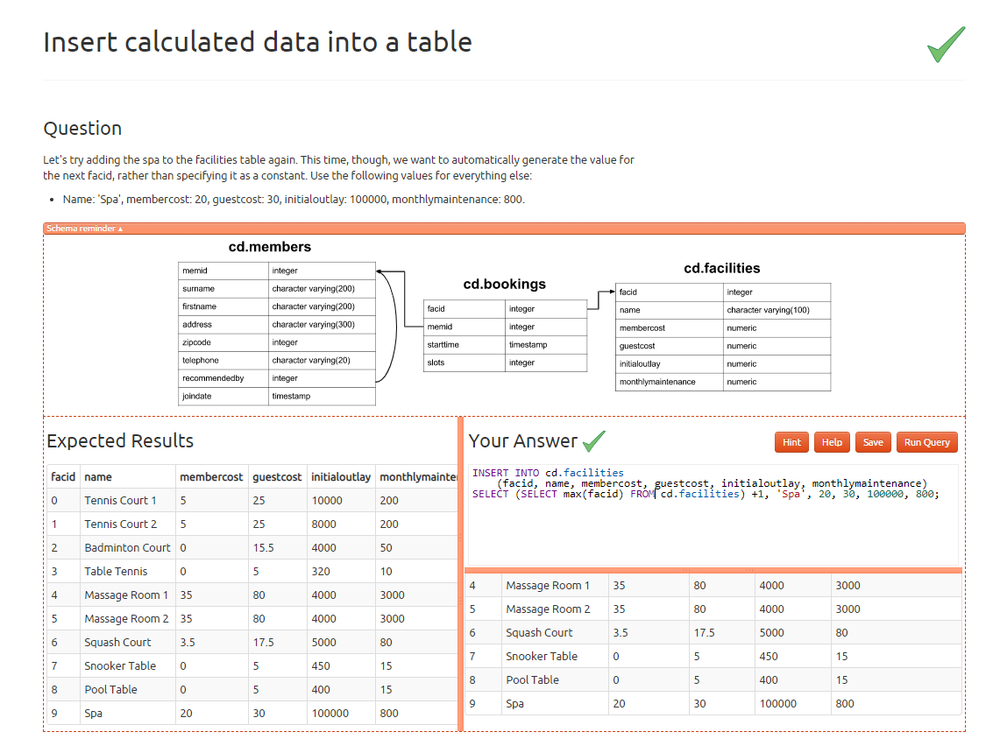 Insert calculated data into a table
Question
Let's try adding the spa to the facilities table again. This time, though, we want to automatically generate the value for
the next facid, rather than specifying it as a constant. Use the following values for everything else:
• Name: 'Spa', membercost: 20, guestcost: 30, initialoutlay: 100000, monthlymaintenance: 800.
Schema reminder ▴
cd.members
memid integer
surname character varying(200)
firstname character varying(200)
address character varying(300)
zipcode integer
telephone character varying(20)
recommendedby integer
joindate timestamp
cd.bookings
facid integer
memid integer
starttime timestamp
slots integer
cd.facilities
facid integer
name character varying(100)
membercost numeric
guestcost numeric
initialoutlay numeric
monthlymaintenance numeric
Expected Results
facid name membercost guestcost initialoutlay monthlymainte
0 Tennis Court 1 5 25 10000 200
1 Tennis Court 2 5 25 8000 200
2 Badminton Court 0 15.5 4000 50
3 Table Tennis 0 5 320 10
4 Massage Room 1 35 80 4000 3000
5 Massage Room 2 35 80 4000 3000
6 Squash Court 3.5 17.5 5000 80
7 Snooker Table 0 5 450 15
8 Pool Table 0 5 400 15
9 Spa 20 30 100000 800
Your Answer
Hint Help Save Run Query
INSERT INTO cd.facilities
(facid, name, membercost, guestcost, initialoutlay, monthlymaintenance)
SELECT (SELECT max(facid) FROM cd.facilities) +1, 'Spa', 20, 30, 100000, 800;
4 Massage Room 1 35 80 4000 3000
5 Massage Room 2 35 80 4000 3000
6 Squash Court 3.5 17.5 5000 80
7 Snooker Table 0 5 450 15
8 Pool Table 0 5 400 15
9 Spa 20 30 100000 800